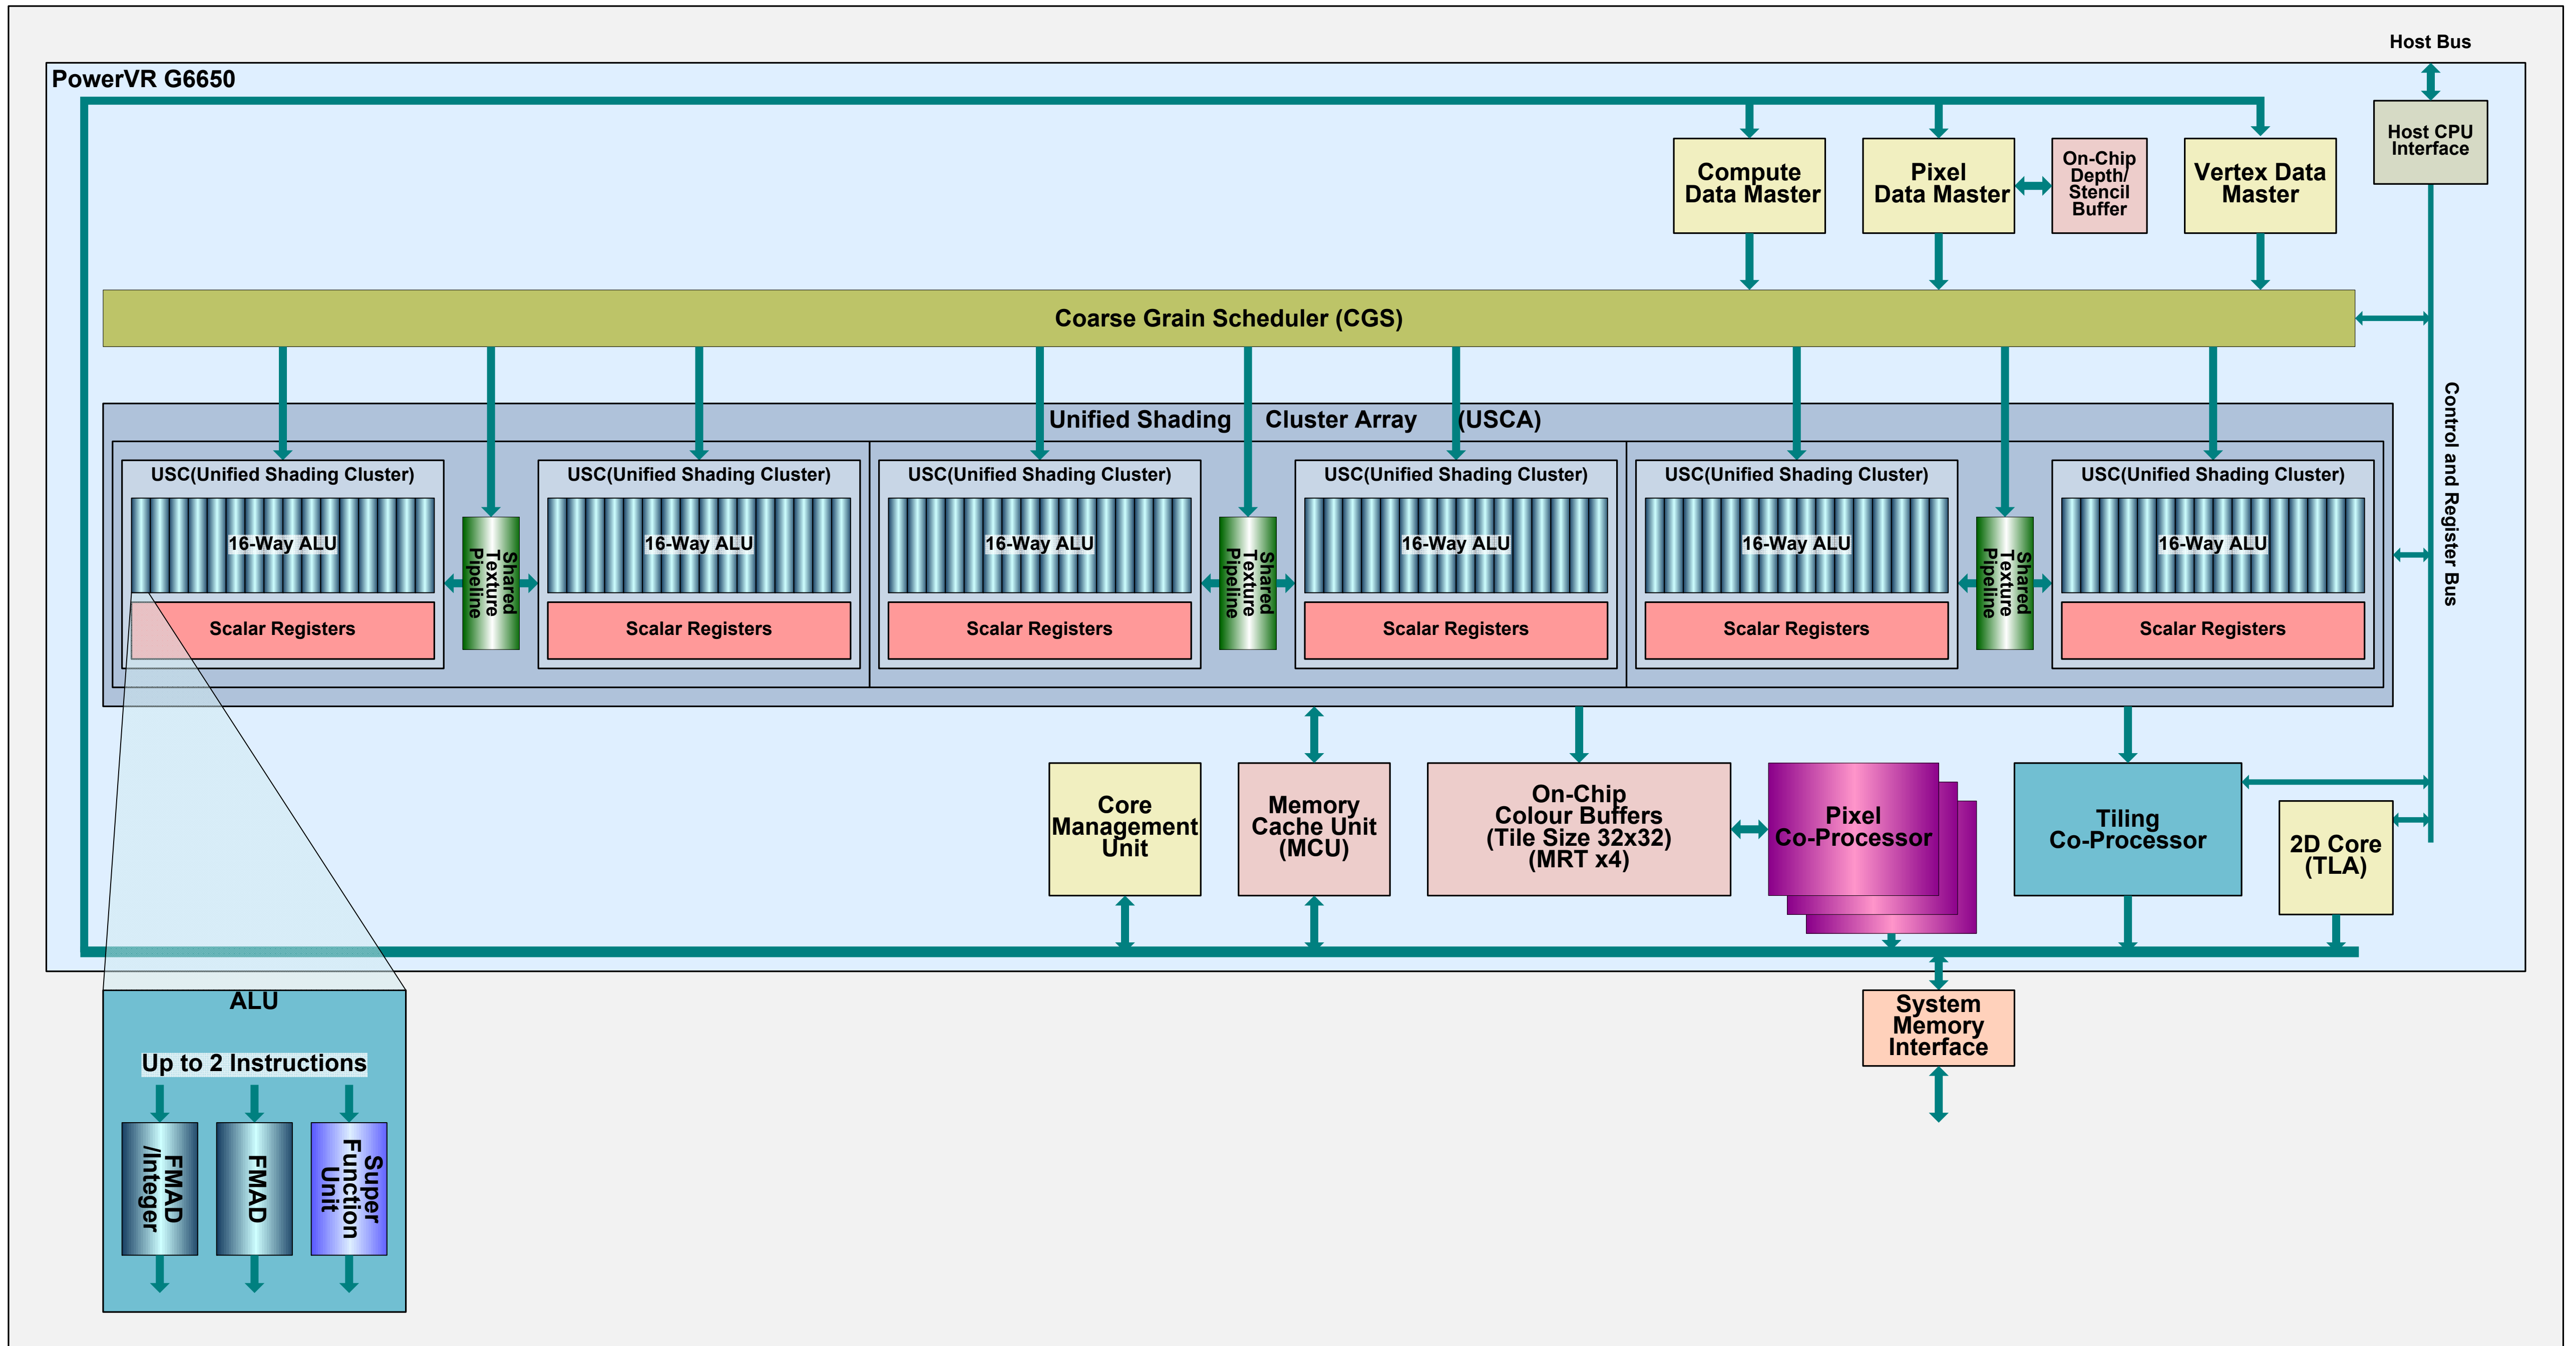 Host Bus
PowerVR G6650
Host CPU
Interface
Compute
Data Master
Pixel
Data Master
On-Chip
Depth/
Stencil
Buffer
Vertex Data
Master
Coarse Grain Scheduler (CGS)
Control and Register Bus
Unified Shading Cluster Array (USCA)
USC(Unified Shading Cluster)
16-Way ALU
Scalar Registers
Shared
Texture
Pipeline
USC(Unified Shading Cluster)
16-Way ALU
Scalar Registers
USC(Unified Shading Cluster)
16-Way ALU
Scalar Registers
Shared
Texture
Pipeline
USC(Unified Shading Cluster)
16-Way ALU
Scalar Registers
USC(Unified Shading Cluster)
16-Way ALU
Scalar Registers
Shared
Texture
Pipeline
USC(Unified Shading Cluster)
16-Way ALU
Scalar Registers
Core
Management
Unit
Memory
Cache Unit
(MCU)
On-Chip
Colour Buffers
(Tile Size 32x32)
(MRT x4)
Pixel
Co-Processor
Tiling
Co-Processor
2D Core
(TLA)
System
Memory
Interface
ALU
Up to 2 Instructions
FMAD
/Integer
FMAD
Super
Function
Unit